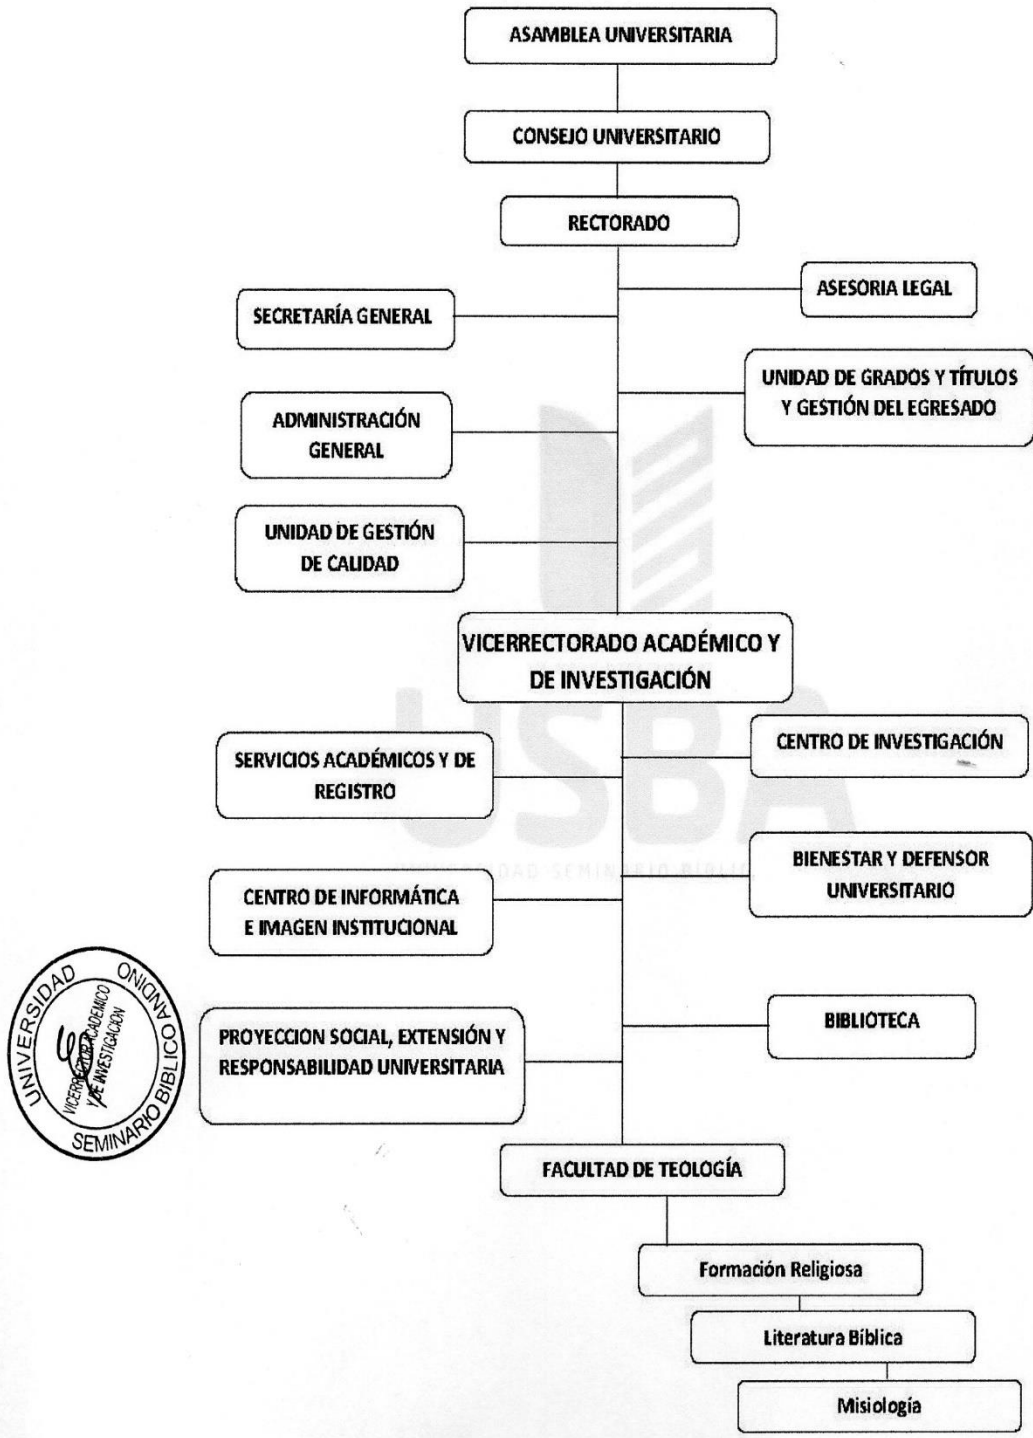 ASAMBLEA UNIVERSITARIA
CONSEJO UNIVERSITARIO
RECTORADO
ASESORIA LEGAL
SECRETARÍA GENERAL
UNIDAD DE GRADOS Y TÍTULOS
Y GESTIÓN DEL EGRESADO
ADMINISTRACIÓN
GENERAL
UNIDAD DE GESTIÓN
DE CALIDAD
VICERRECTORADO ACADÉMICO Y
DE INVESTIGACIÓN
USBA
CENTRO DE INVESTIGACIÓN
SERVICIOS ACADÉMICOS Y DE
REGISTRO
BIENESTAR Y DEFENSOR
UNIVERSITARIO
SEMINARIO
CENTRO DE INFORMÁTICA
E IMAGEN INSTITUCIONAL
UNIVERSIDAD
SEMINARIO BIBLICO ANDINO
VICERRECTOR ACADEMICO
Y DE INVESTIGACION
BIBLIOTECA
PROYECCION SOCIAL, EXTENSIÓN Y
RESPONSABILIDAD UNIVERSITARIA
FACULTAD DE TEOLOGÍA
Formación Religiosa
Literatura Bíblica
Misiología